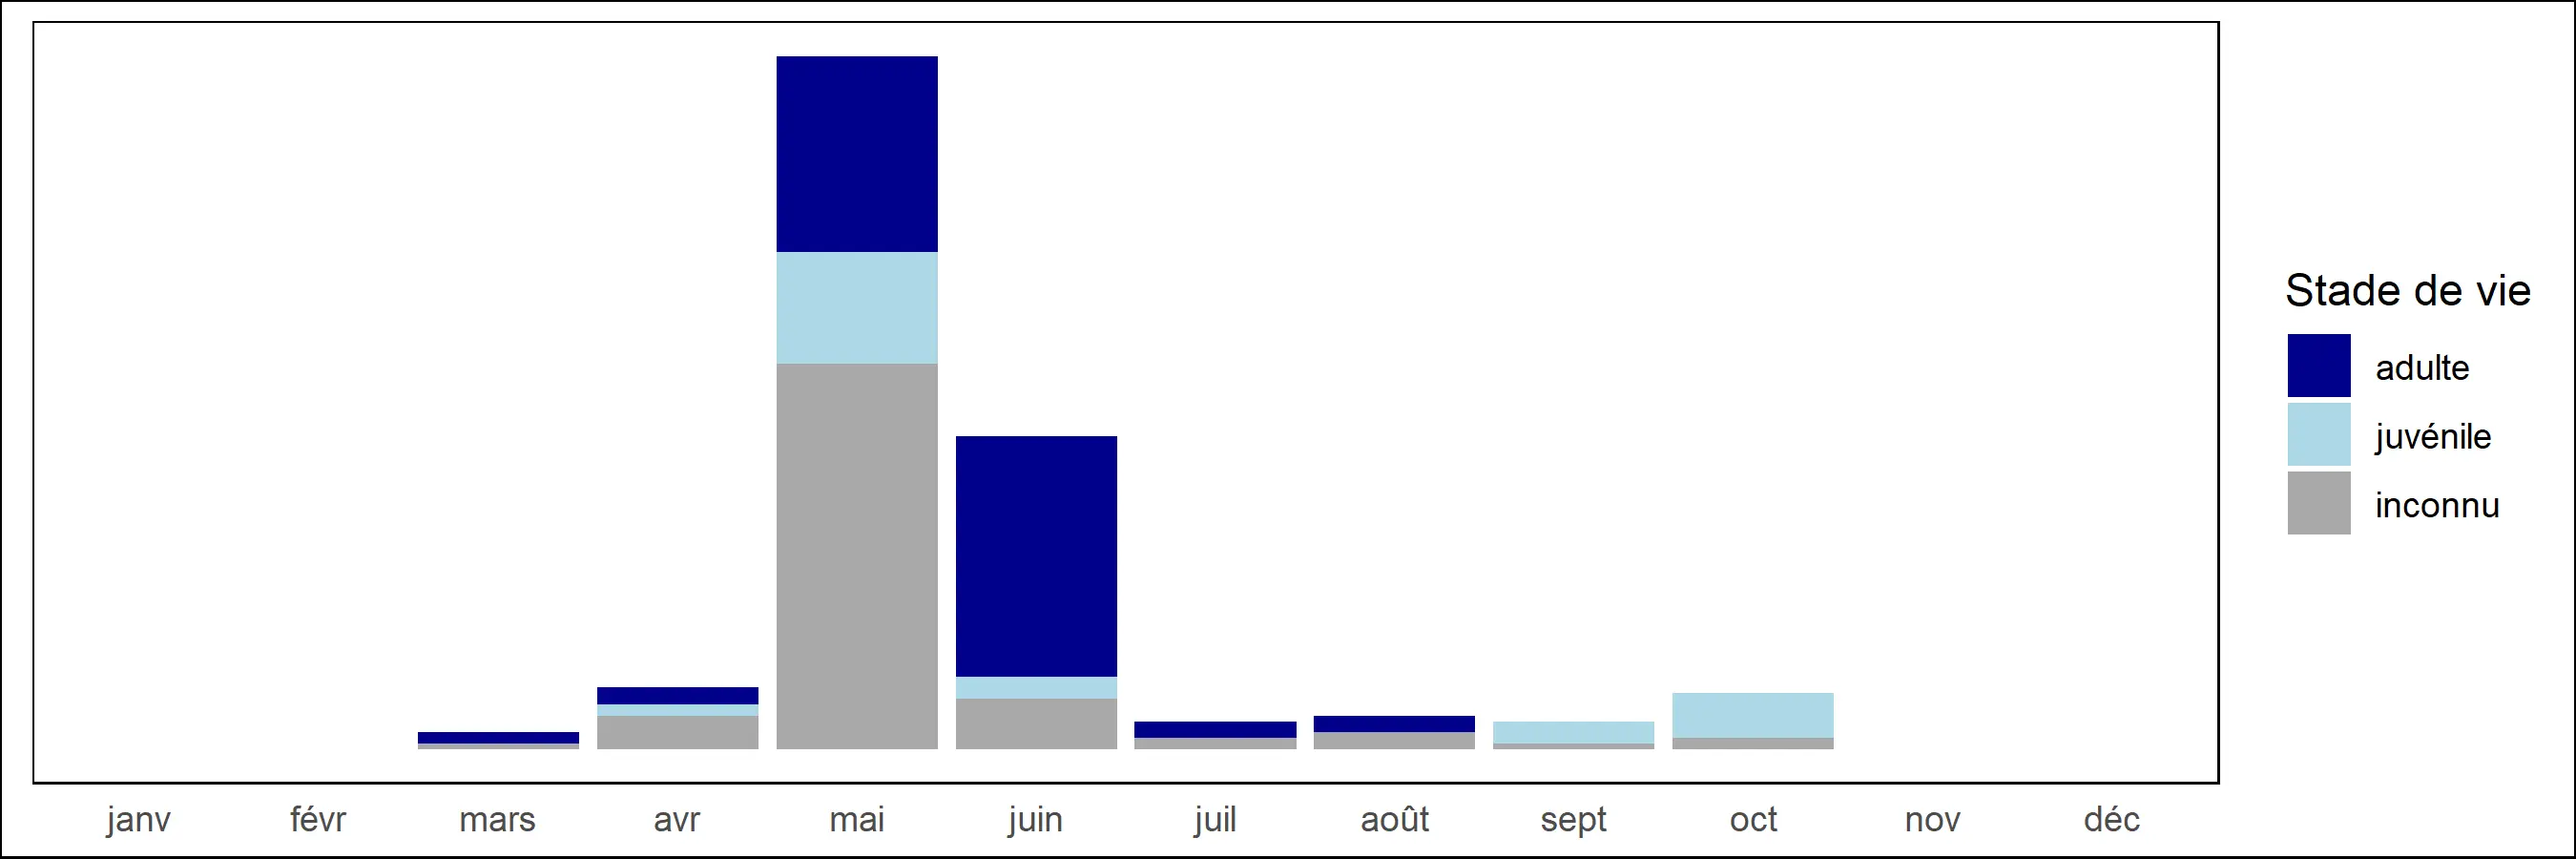 Stade de vie
adulte
juvénile
inconnu
janv févr mars avr mai juin juil août sept oct nov déc